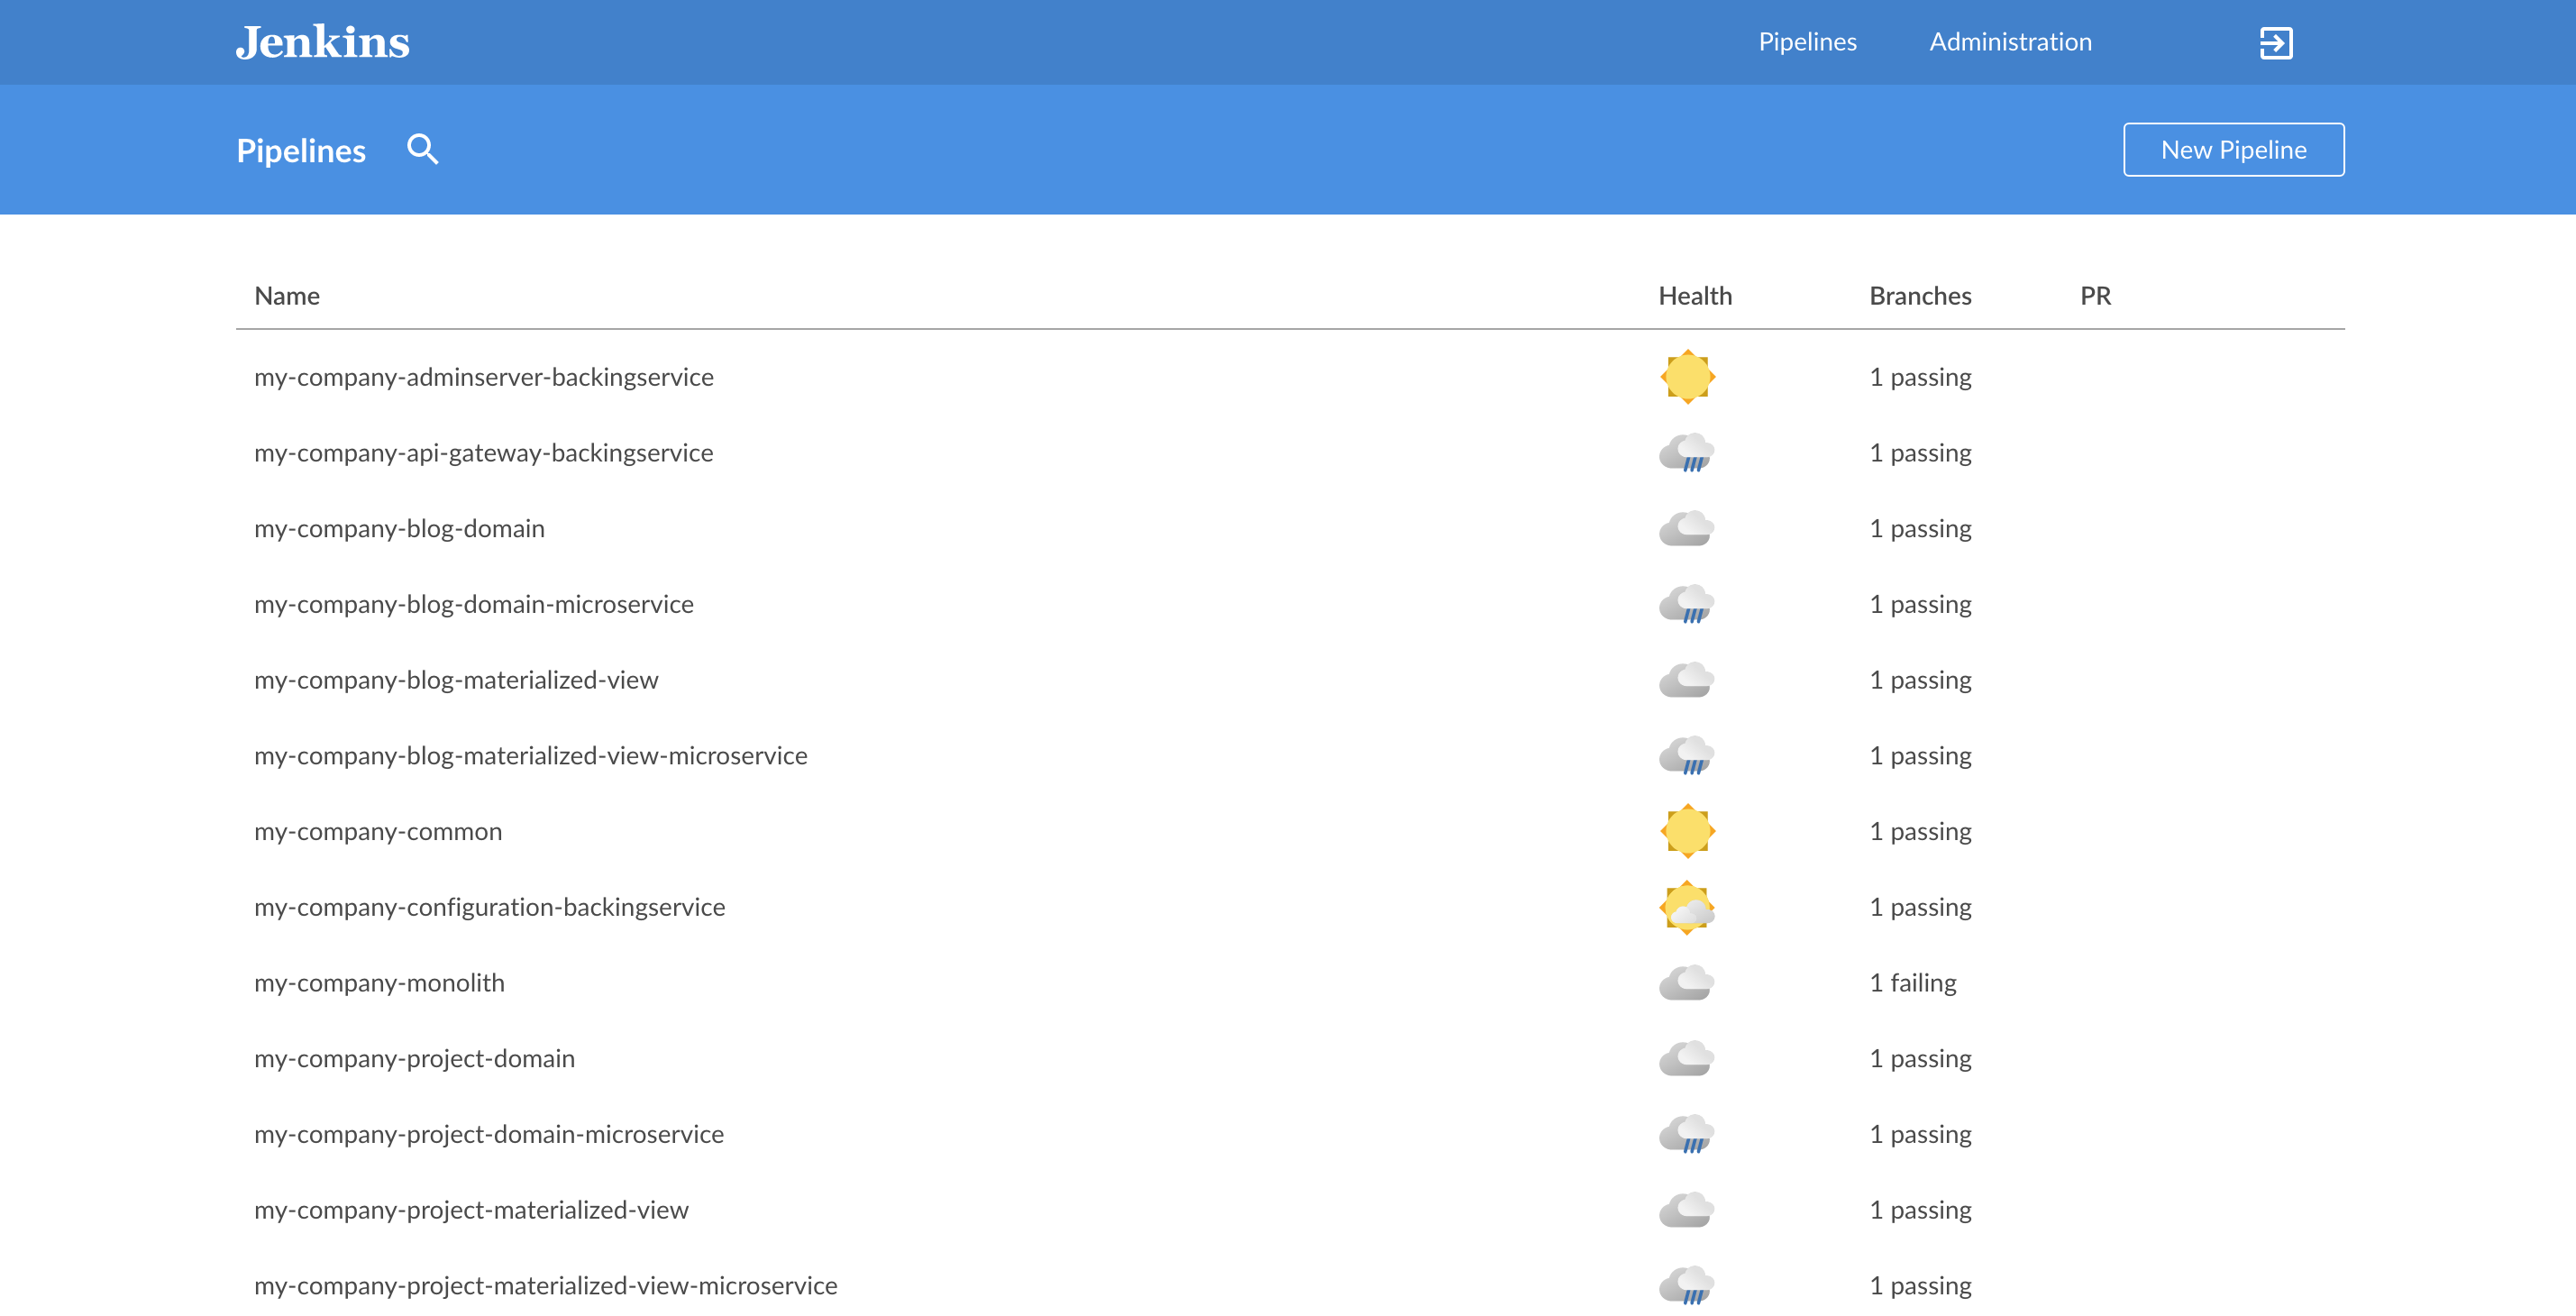 Jenkins Pipelines Administration
Pipelines New Pipeline
Name Health Branches PR
my-company-adminserver-backingservice 1 passing
my-company-api-gateway-backingservice 1 passing
my-company-blog-domain 1 passing
my-company-blog-domain-microservice 1 passing
my-company-blog-materialized-view 1 passing
my-company-blog-materialized-view-microservice 1 passing
my-company-common 1 passing
my-company-configuration-backingservice 1 passing
my-company-monolith 1 failing
my-company-project-domain 1 passing
my-company-project-domain-microservice 1 passing
my-company-project-materialized-view 1 passing
my-company-project-materialized-view-microservice 1 passing